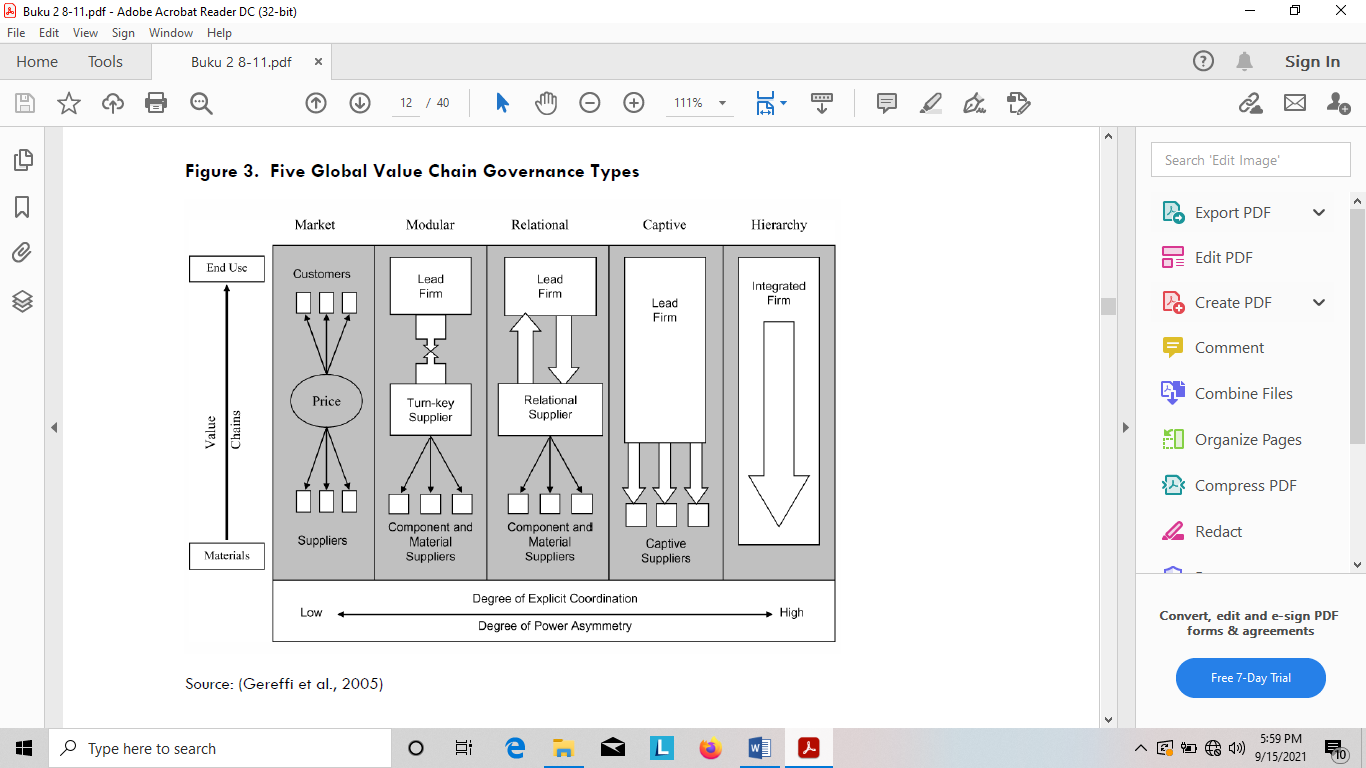 Buku 2 8-11.pdf - Adobe Acrobat Reader DC (32-bit)
File Edit View Sign Window Help
Home Tools Buku 2 8-11.pdf × Sign In
12 / 40 111%
Figure 3. Five Global Value Chain Governance Types
Market Modular Relational Captive Hierarchy
End Use
Value
Chains
Materials
Customers
Price
Suppliers
Lead
Firm
Turn-key
Supplier
Component and
Material
Suppliers
Lead
Firm
Relational
Supplier
Component and
Material
Suppliers
Lead
Firm
Captive
Suppliers
Integrated
Firm
Degree of Explicit Coordination
Low High
Degree of Power Asymmetry
Source: (Gereffi et al., 2005)
Search 'Edit Image'
Export PDF
Edit PDF
Create PDF
Comment
Combine Files
Organize Pages
Compress PDF
Redact
Convert, edit and e-sign PDF
forms & agreements
Free 7-Day Trial
Type here to search
5:59 PM
9/15/2021
10